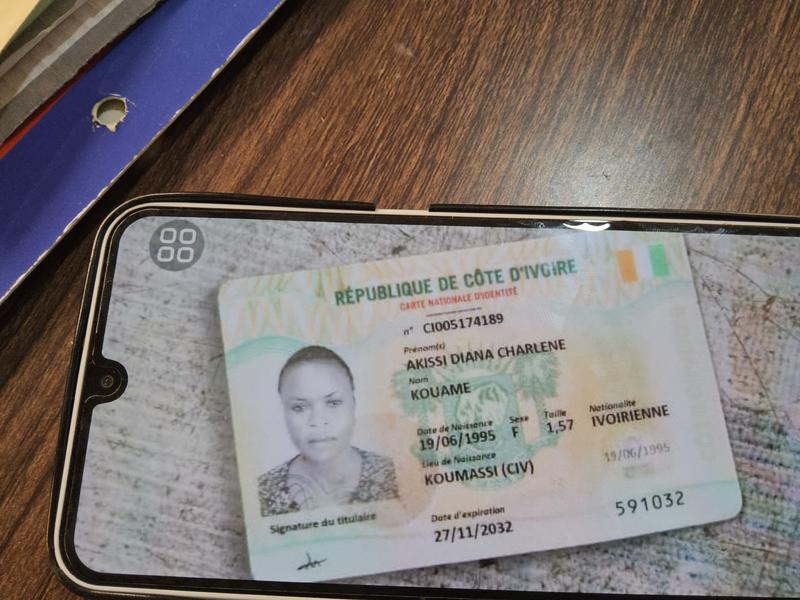 RÉPUBLIQUE DE CÔTE D'IVOIRE
CARTE NATIONALE D'IDENTITÉ
n° CI005174189
Prénom(s)
AKISSI DIANA CHARLENE
Nom
KOUAME
Date de Naissance Sexe Taille Nationalité
19/06/1995 F 1,57 IVOIRIENNE
Lieu de Naissance
KOUMASSI (CIV)
19/06/1995
Signature du titulaire
Date d'expiration
27/11/2032
591032